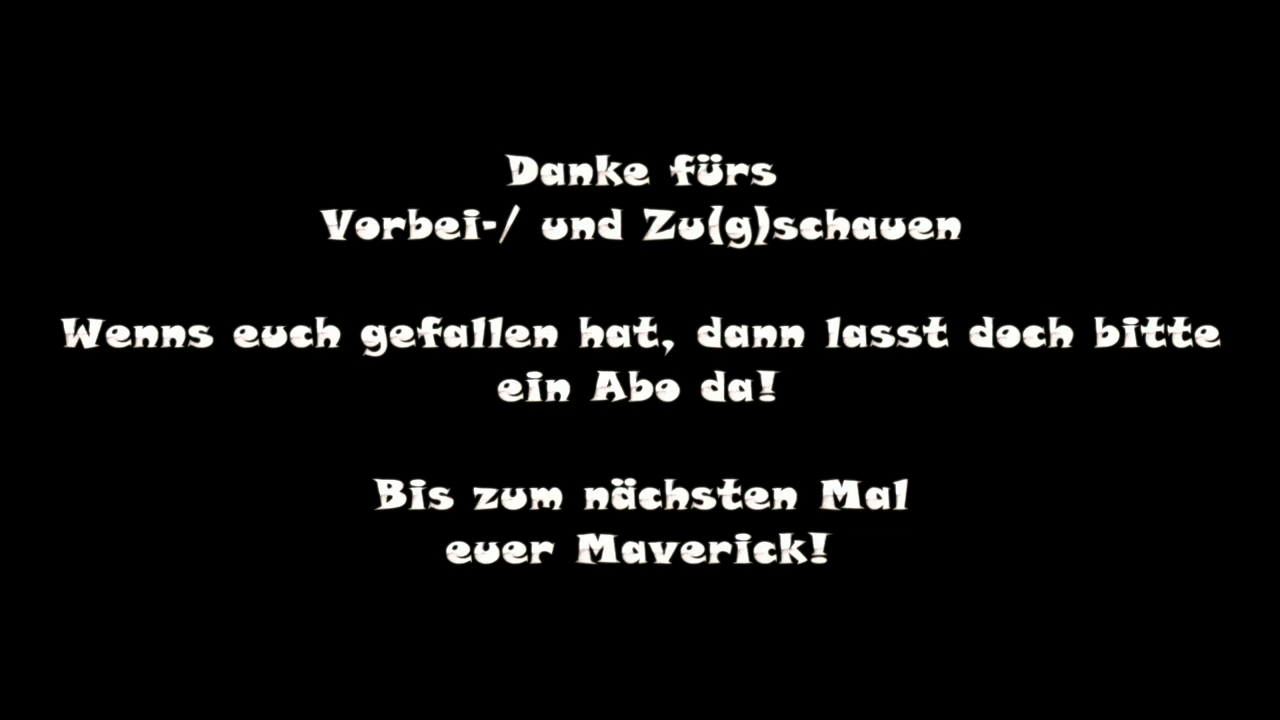 Danke fürs
Vorbei-/ und Zu(g)schauen
Wenns euch gefallen hat, dann lasst doch bitte
ein Abo da!
Bis zum nächsten Mal
euer Maverick!